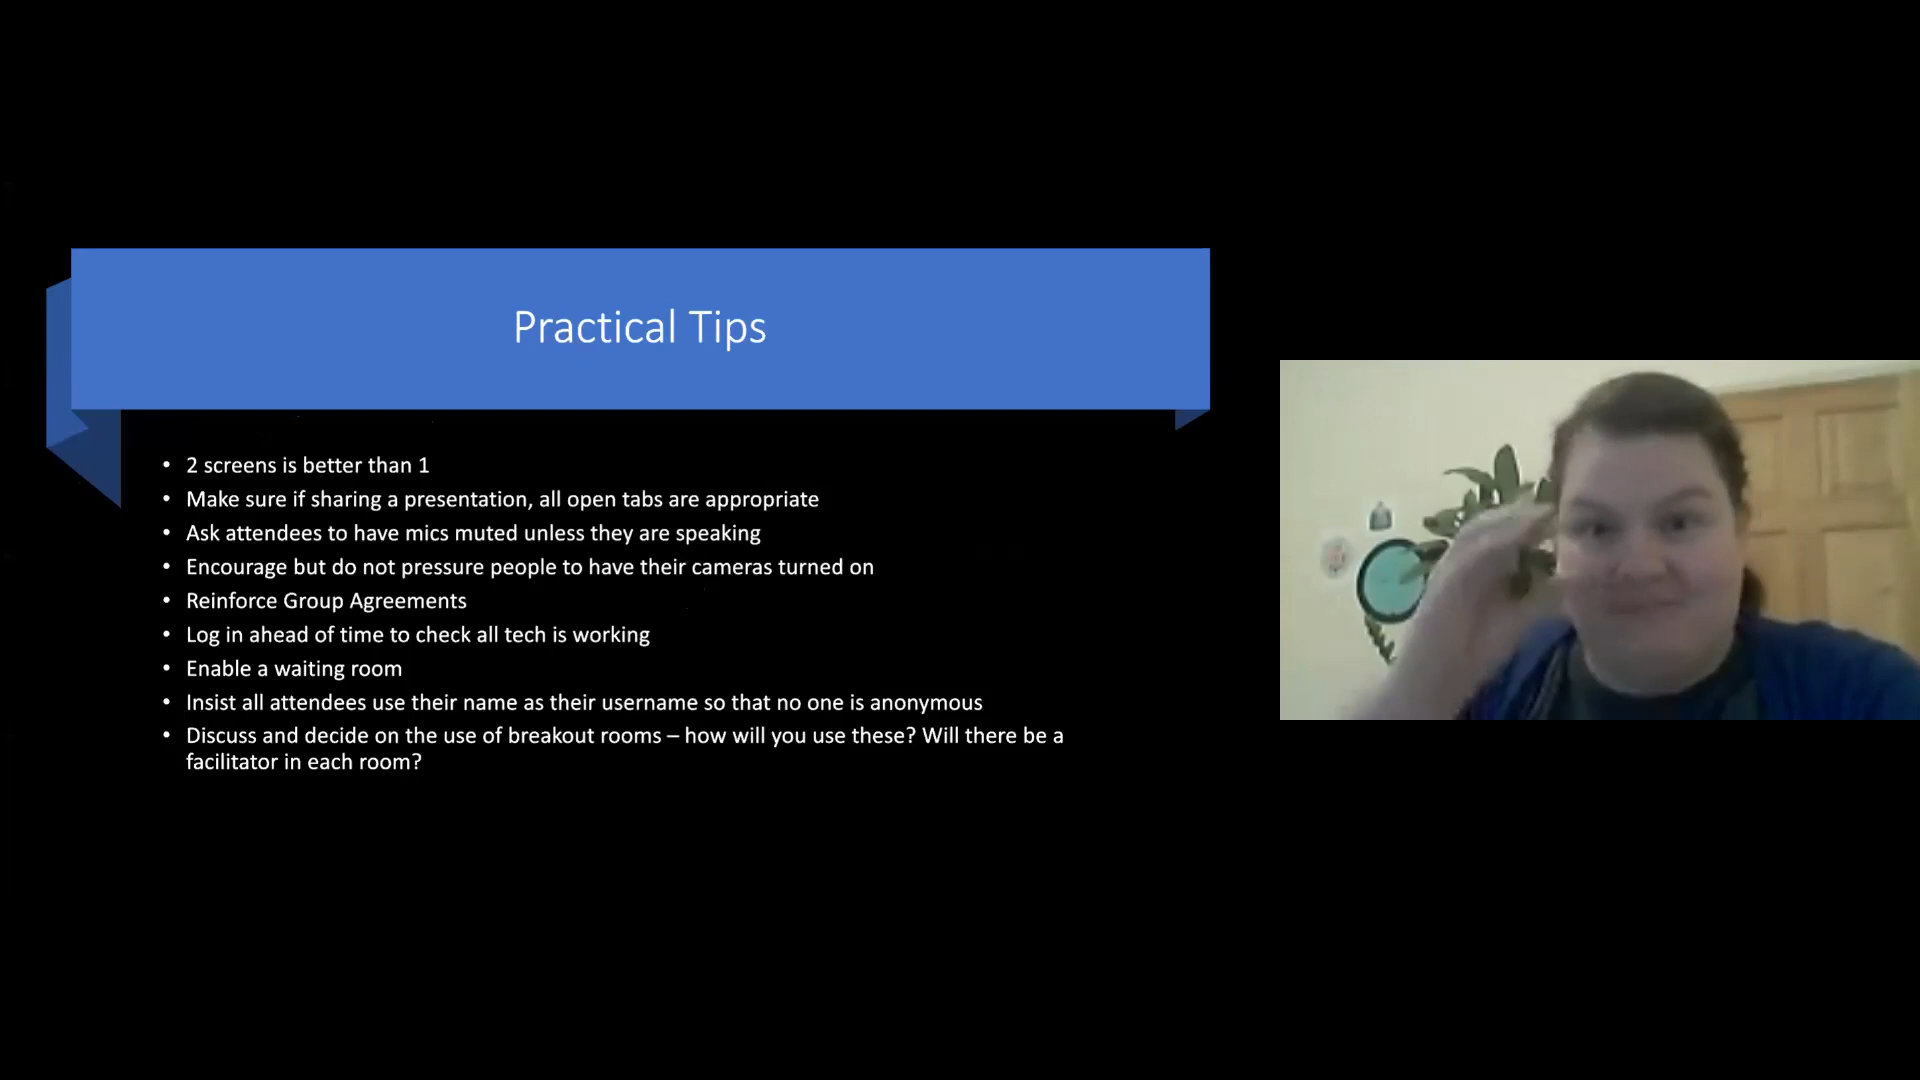 Practical Tips
• 2 screens is better than 1
• Make sure if sharing a presentation, all open tabs are appropriate
• Ask attendees to have mics muted unless they are speaking
• Encourage but do not pressure people to have their cameras turned on
• Reinforce Group Agreements
• Log in ahead of time to check all tech is working
• Enable a waiting room
• Insist all attendees use their name as their username so that no one is anonymous
• Discuss and decide on the use of breakout rooms – how will you use these? Will there be a
facilitator in each room?